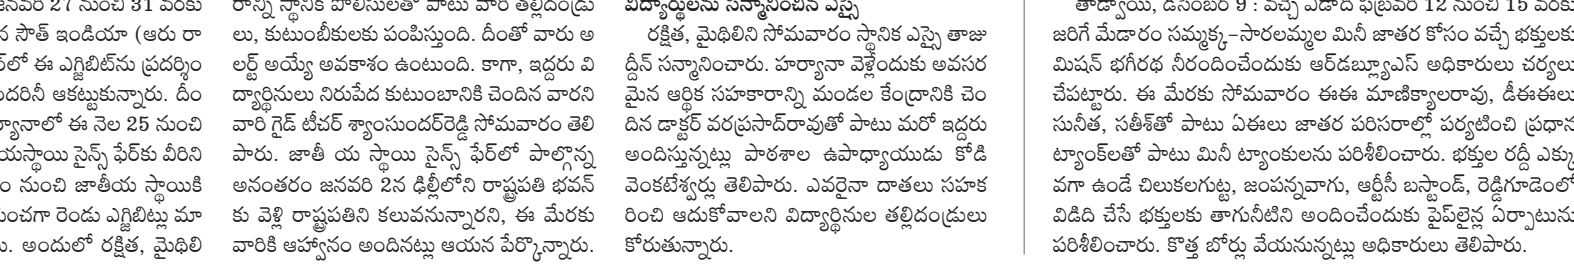 జనవరి 27 నుంచి 31 వరకు
న సౌత్ ఇండియా (ఆరు రా
లో ఈ ఎగ్జిబిట్‌ను ప్రదర్శిం
ందరినీ ఆకట్టుకున్నారు. దీం
ర్యానాలో ఈ నెల 25 నుంచి
యస్థాయి సైన్స్ ఫేర్‌కు వీరిని
ం నుంచి జాతీయ స్థాయికి
ంచగా రెండు ఎగ్జిబిట్లు మా
ు. అందులో రక్షిత, మైథిలి
రాన్ని స్థానిక పోలీసులతో పాటు వారి తల్లిదండ్రు
లు, కుటుంబీకులకు పంపిస్తుంది. దీంతో వారు అ
లర్ట్ అయ్యే అవకాశం ఉంటుంది. కాగా, ఇద్దరు వి
ద్యార్థినులు నిరుపేద కుటుంబానికి చెందిన వారని
వారి గైడ్ టీచర్ శ్యాంసుందర్‌రెడ్డి సోమవారం తెలి
పారు. జాతీ య స్థాయి సైన్స్ ఫేర్‌లో పాల్గొన్న
అనంతరం జనవరి 2న ఢిల్లీలోని రాష్ట్రపతి భవన్
కు వెళ్లి రాష్ట్రపతిని కలువనున్నారని, ఈ మేరకు
వారికి ఆహ్వానం అందినట్లు ఆయన పేర్కొన్నారు.
విద్యార్థులను సన్మానించిన ఎస్సై
రక్షిత, మైథిలిని సోమవారం స్థానిక ఎస్సై తాజు
ద్దీన్ సన్మానించారు. హర్యానా వెళ్లేందుకు అవసర
మైన ఆర్థిక సహకారాన్ని మండల కేంద్రానికి చెం
దిన డాక్టర్ వరప్రసాద్‌రావుతో పాటు మరో ఇద్దరు
అందిస్తున్నట్లు పాఠశాల ఉపాధ్యాయుడు కోడి
వెంకటేశ్వర్లు తెలిపారు. ఎవరైనా దాతలు సహక
రించి ఆదుకోవాలని విద్యార్థినుల తల్లిదండ్రులు
కోరుతున్నారు.
తాడ్వాయి, డిసెంబర్ 9 : వచ్చే ఏడాది ఫిబ్రవరి 12 నుంచి 15 వరకు
జరిగే మేడారం సమ్మక్క-సారలమ్మల మినీ జాతర కోసం వచ్చే భక్తులకు
మిషన్ భగీరథ నీరందించేందుకు ఆర్‌డబ్ల్యూఎస్ అధికారులు చర్యలు
చేపట్టారు. ఈ మేరకు సోమవారం ఈఈ మాణిక్యాలరావు, డీఈఈలు
సునీత, సతీశ్‌తో పాటు ఏఈలు జాతర పరిసరాల్లో పర్యటించి ప్రధాన
ట్యాంక్‌లతో పాటు మినీ ట్యాంకులను పరిశీలించారు. భక్తుల రద్దీ ఎక్కు
వగా ఉండే చిలుకలగుట్ట, జంపన్నవాగు, ఆర్టీసీ బస్టాండ్, రెడ్డిగూడెంలో
విడిది చేసే భక్తులకు తాగునీటిని అందించేందుకు పైప్‌లైన్ల ఏర్పాటును
పరిశీలించారు. కొత్త బోర్లు వేయనున్నట్లు అధికారులు తెలిపారు.